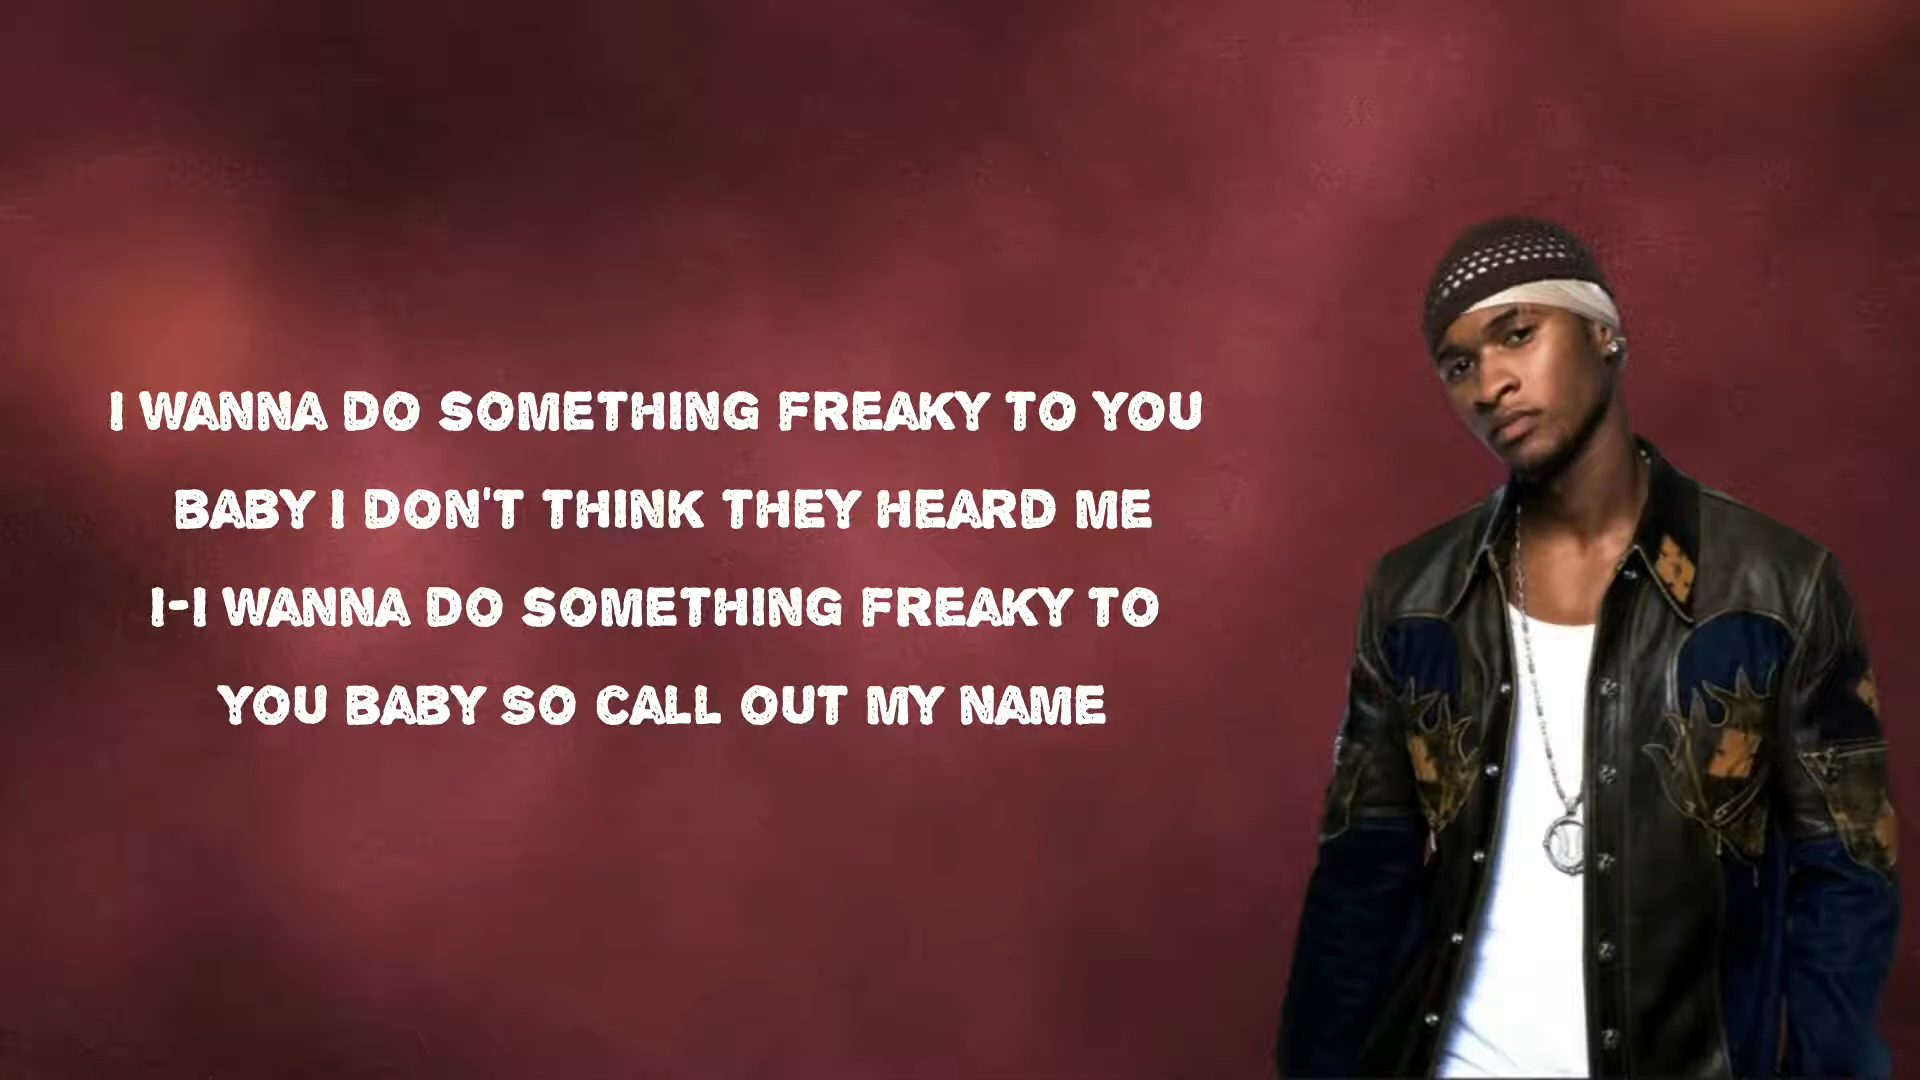 I WANNA DO SOMETHING FREAKY TO YOU
BABY I DON'T THINK THEY HEARD ME
I-I WANNA DO SOMETHING FREAKY TO
YOU BABY SO CALL OUT MY NAME